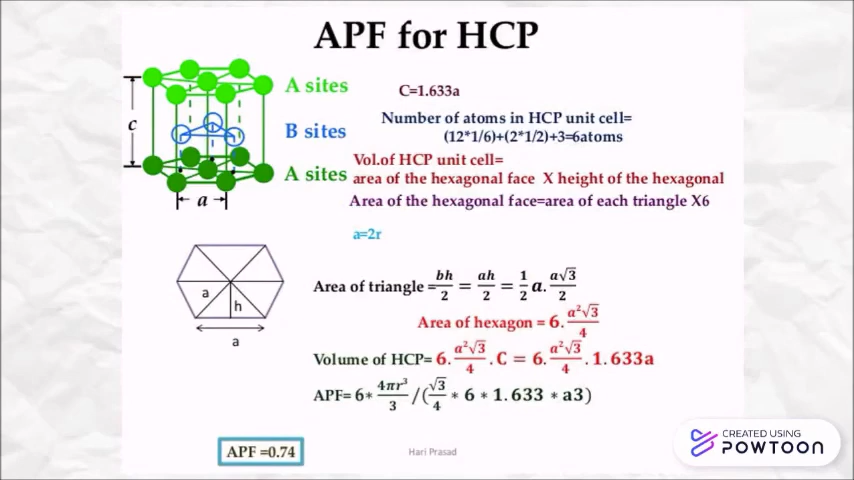 APF for HCP
A sites
B sites
A sites
c
a
C=1.633a
Number of atoms in HCP unit cell=
(12*1/6)+(2*1/2)+3=6atoms
Vol.of HCP unit cell=
area of the hexagonal face X height of the hexagonal
Area of the hexagonal face=area of each triangle X6
a=2r
a
h
a
Area of triangle = bh/2 = ah/2 = 1/2 a. a√3/2
Area of hexagon = 6. a²√3/4
Volume of HCP= 6. a²√3/4 . C = 6. a²√3/4 . 1.633a
APF= 6* 4πr³/3 /(√3/4 * 6 * 1.633 * a3)
APF =0.74
Hari Prasad
CREATED USING
POWTOON